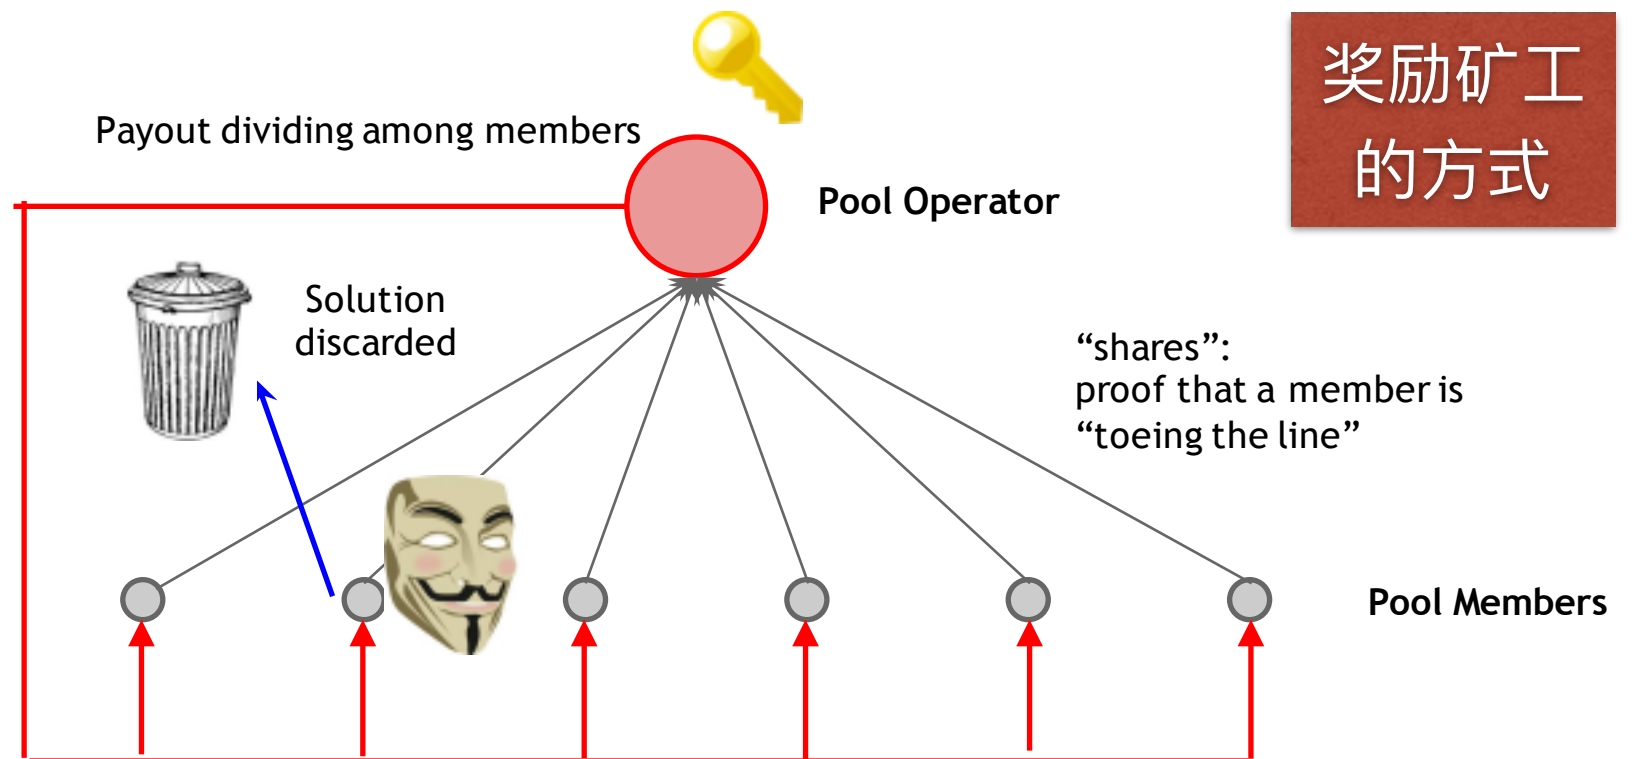 奖励矿工
的方式
Payout dividing among members
Pool Operator
Solution
discarded
“shares”:
proof that a member is
“toeing the line”
Pool Members